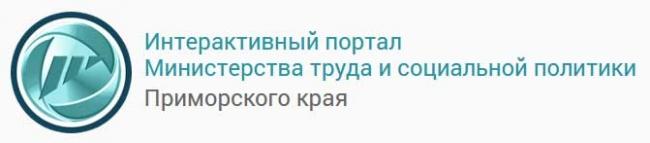 Интерактивный портал
Министерства труда и социальной политики
Приморского края